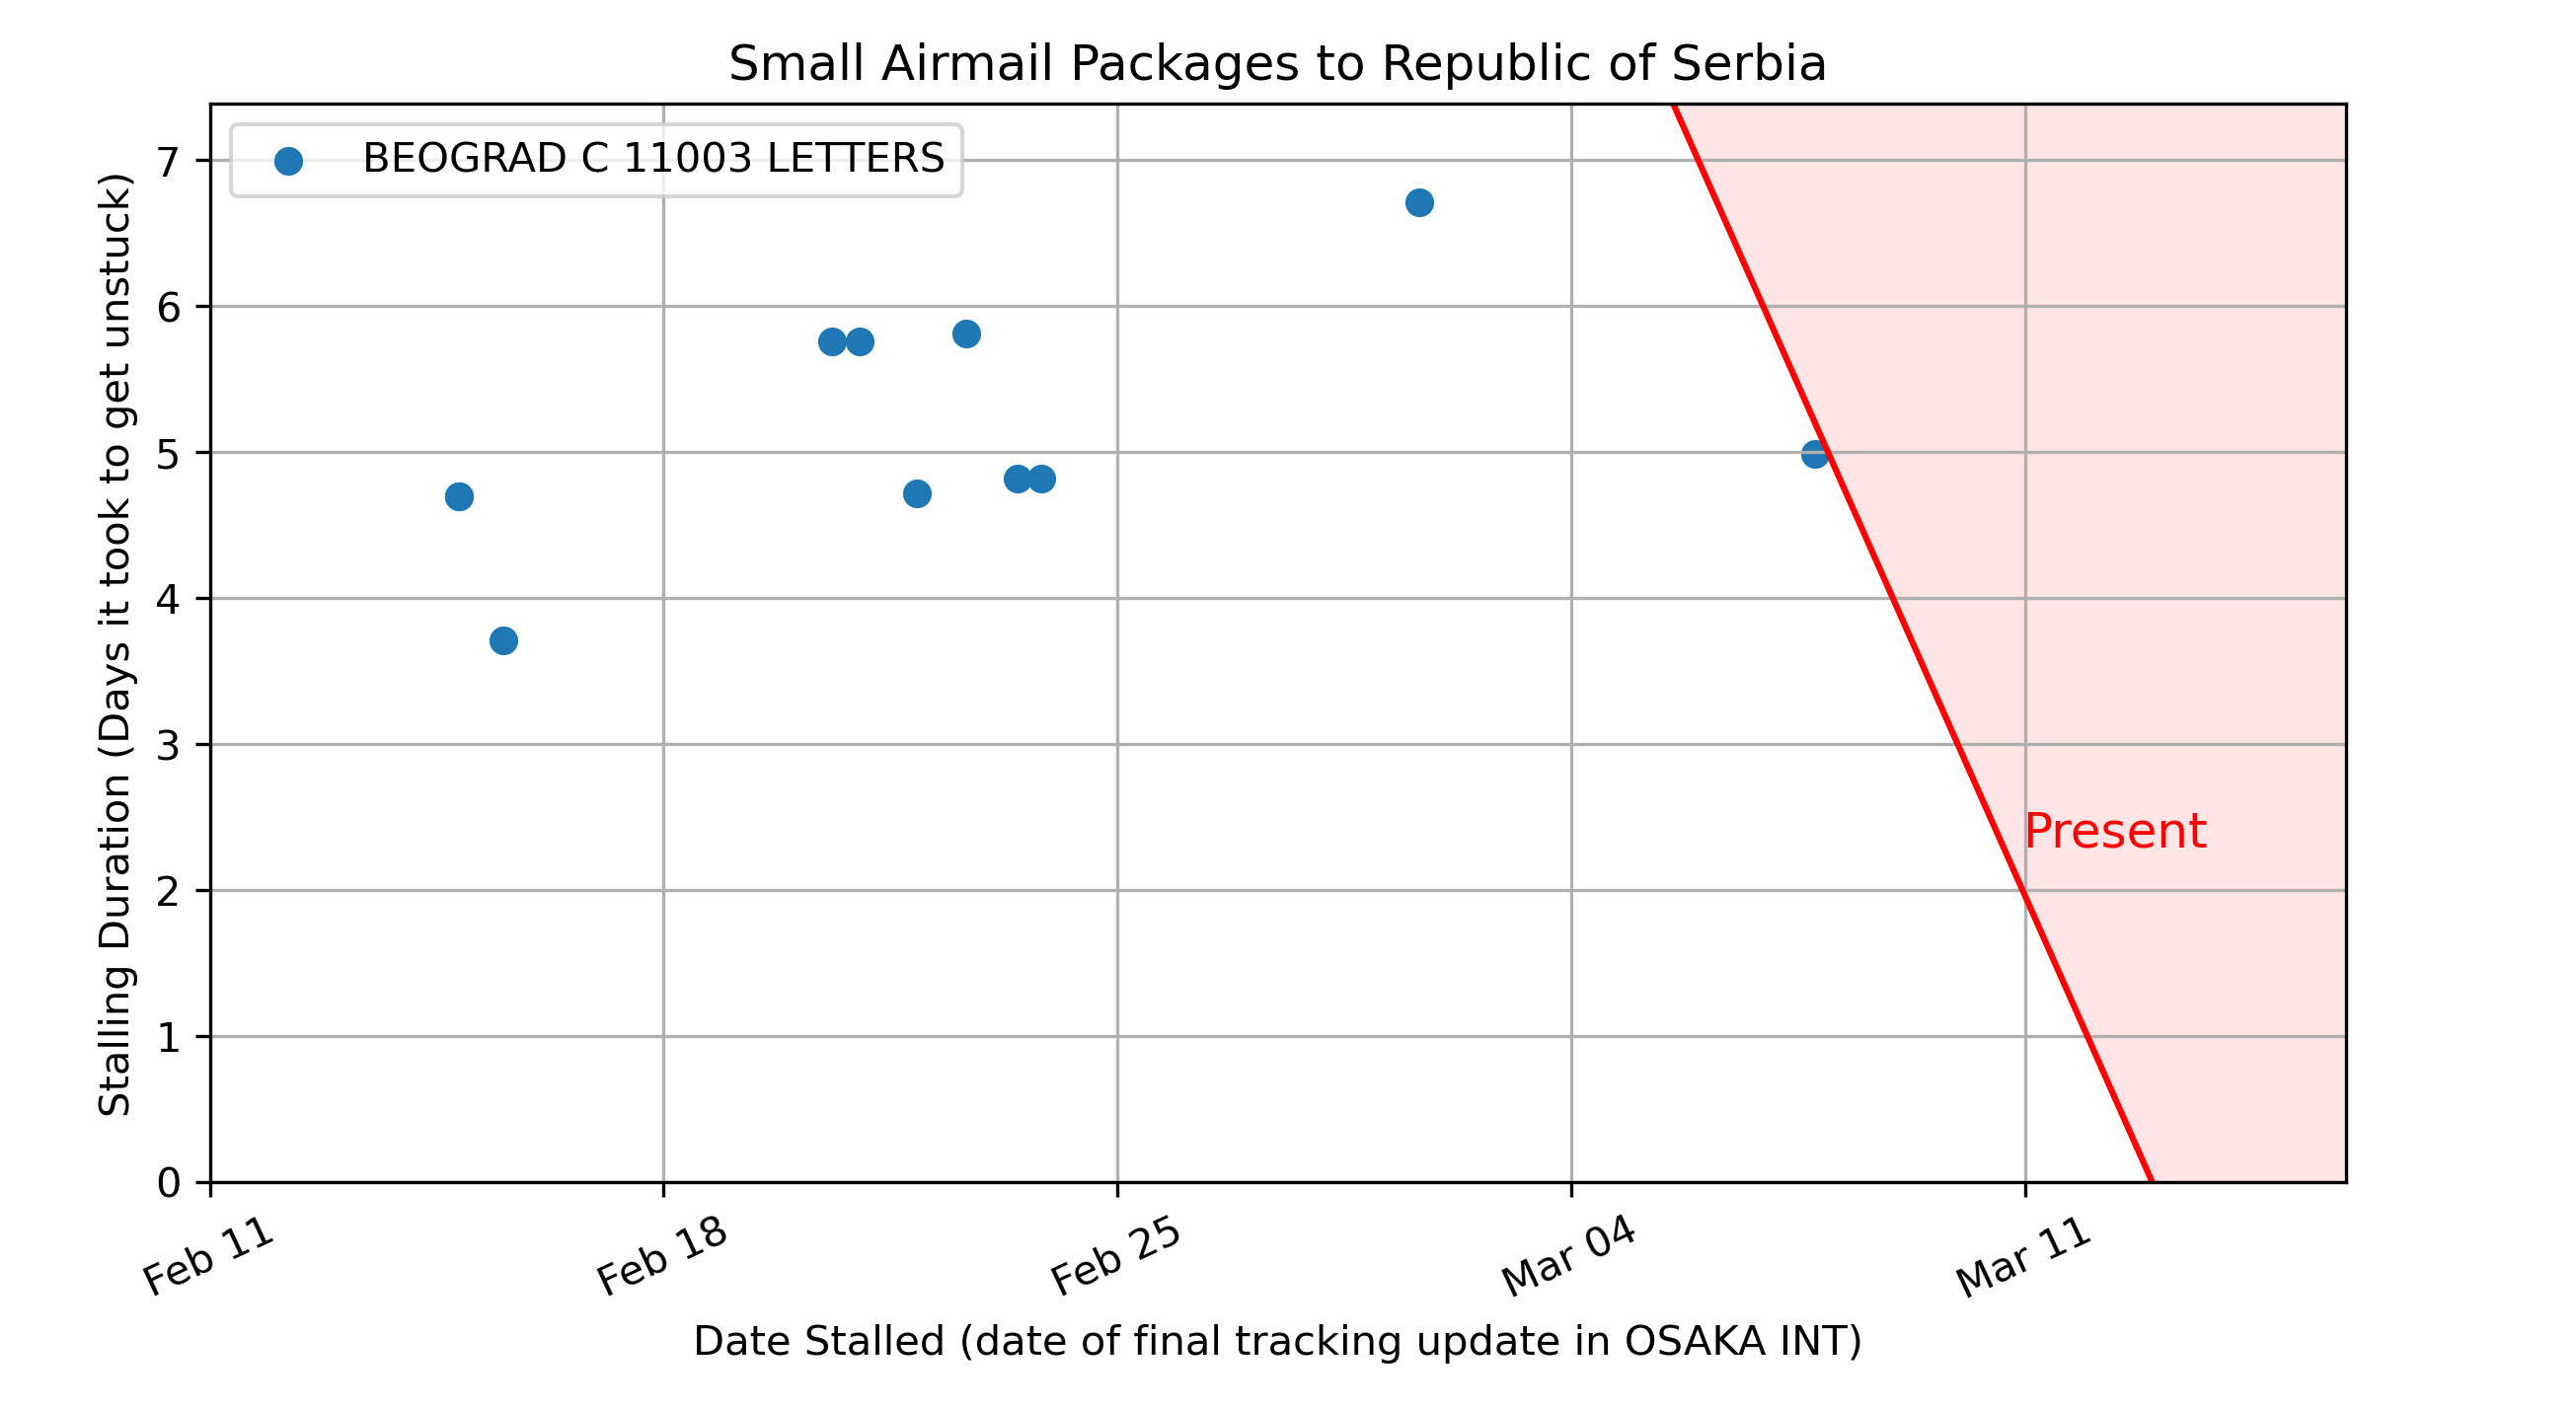 Small Airmail Packages to Republic of Serbia
BEOGRAD C 11003 LETTERS
Stalling Duration (Days it took to get unstuck)
7
6
5
4
3
2
1
0
Present
Feb 11
Feb 18
Feb 25
Mar 04
Mar 11
Date Stalled (date of final tracking update in OSAKA INT)